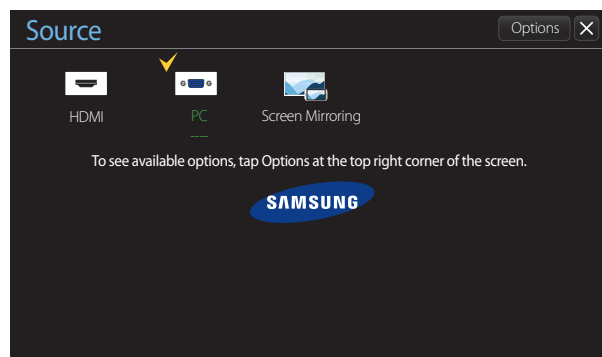 Source
Options
HDMI
PC
Screen Mirroring
----
To see available options, tap Options at the top right corner of the screen.
SAMSUNG